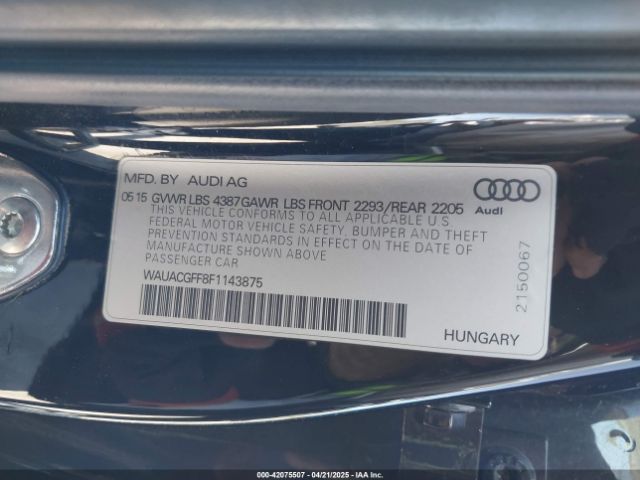 MFD. BY AUDI AG
Audi
05 15 GVWR LBS 4387 GAWR LBS FRONT 2293/REAR 2205
THIS VEHICLE CONFORMS TO ALL APPLICABLE U S
FEDERAL MOTOR VEHICLE SAFETY, BUMPER AND THEFT
PREVENTION STANDARDS IN EFFECT ON THE DATE OF
MANUFACTURE SHOWN ABOVE
PASSENGER CAR
WAUACGFF8F1143875
2150067
HUNGARY
000-42075507 - 04/21/2025 - IAA, Inc.